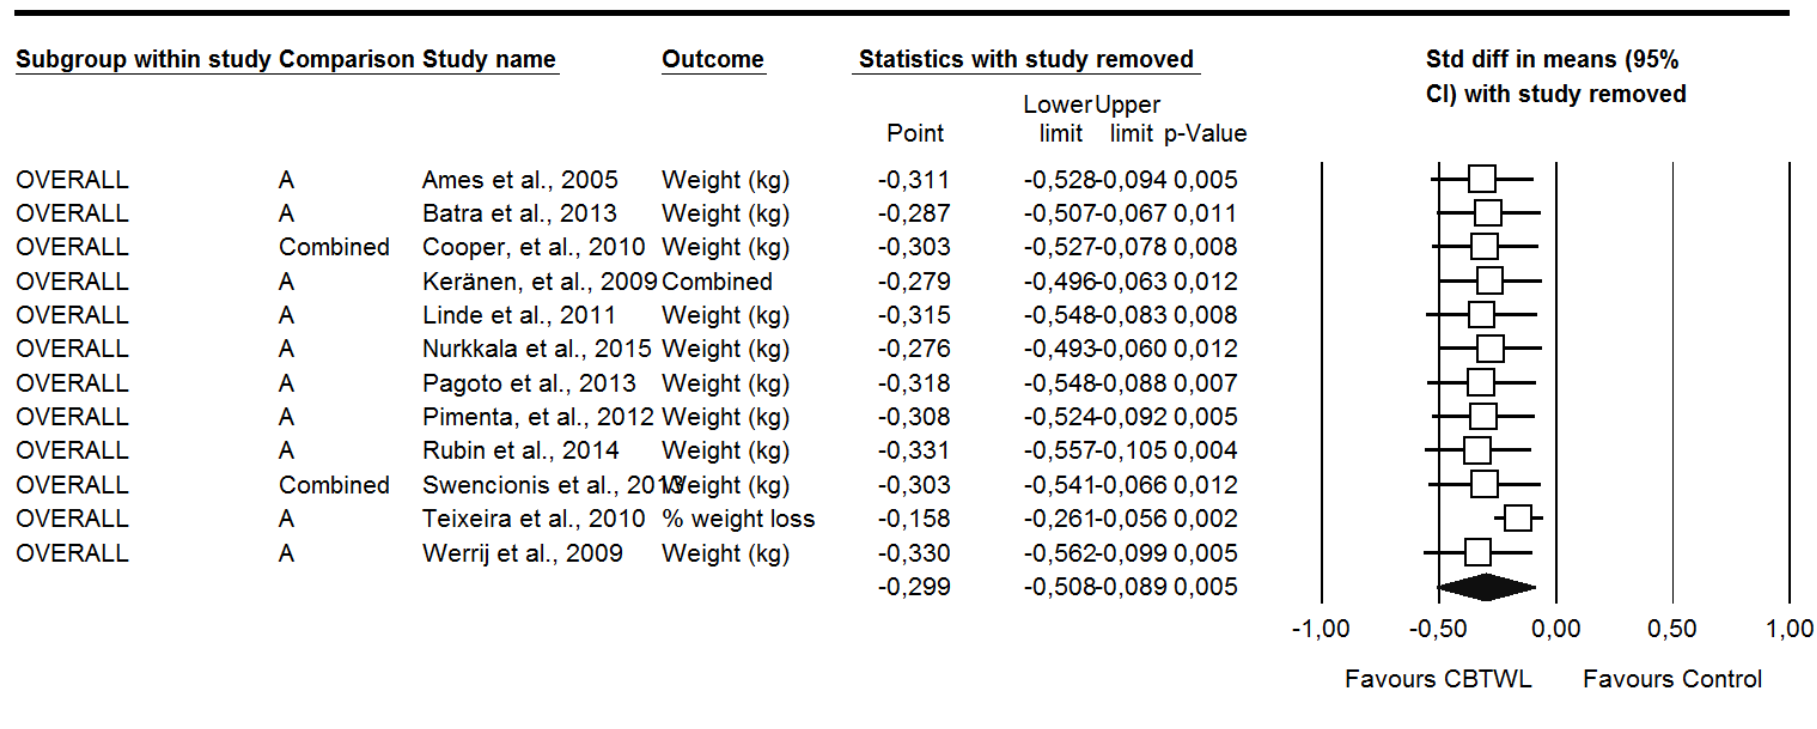 Subgroup within study Comparison Study name Outcome Statistics with study removed Std diff in means (95%
CI) with study removed
Lower Upper
Point limit limit p-Value
OVERALL A Ames et al., 2005 Weight (kg) -0,311 -0,528 -0,094 0,005
OVERALL A Batra et al., 2013 Weight (kg) -0,287 -0,507 -0,067 0,011
OVERALL Combined Cooper, et al., 2010 Weight (kg) -0,303 -0,527 -0,078 0,008
OVERALL A Keränen, et al., 2009 Combined -0,279 -0,496 -0,063 0,012
OVERALL A Linde et al., 2011 Weight (kg) -0,315 -0,548 -0,083 0,008
OVERALL A Nurkkala et al., 2015 Weight (kg) -0,276 -0,493 -0,060 0,012
OVERALL A Pagoto et al., 2013 Weight (kg) -0,318 -0,548 -0,088 0,007
OVERALL A Pimenta, et al., 2012 Weight (kg) -0,308 -0,524 -0,092 0,005
OVERALL A Rubin et al., 2014 Weight (kg) -0,331 -0,557 -0,105 0,004
OVERALL Combined Swencionis et al., 2013 Weight (kg) -0,303 -0,541 -0,066 0,012
OVERALL A Teixeira et al., 2010 % weight loss -0,158 -0,261 -0,056 0,002
OVERALL A Werrij et al., 2009 Weight (kg) -0,330 -0,562 -0,099 0,005
-0,299 -0,508 -0,089 0,005
-1,00 -0,50 0,00 0,50 1,00
Favours CBTWL Favours Control